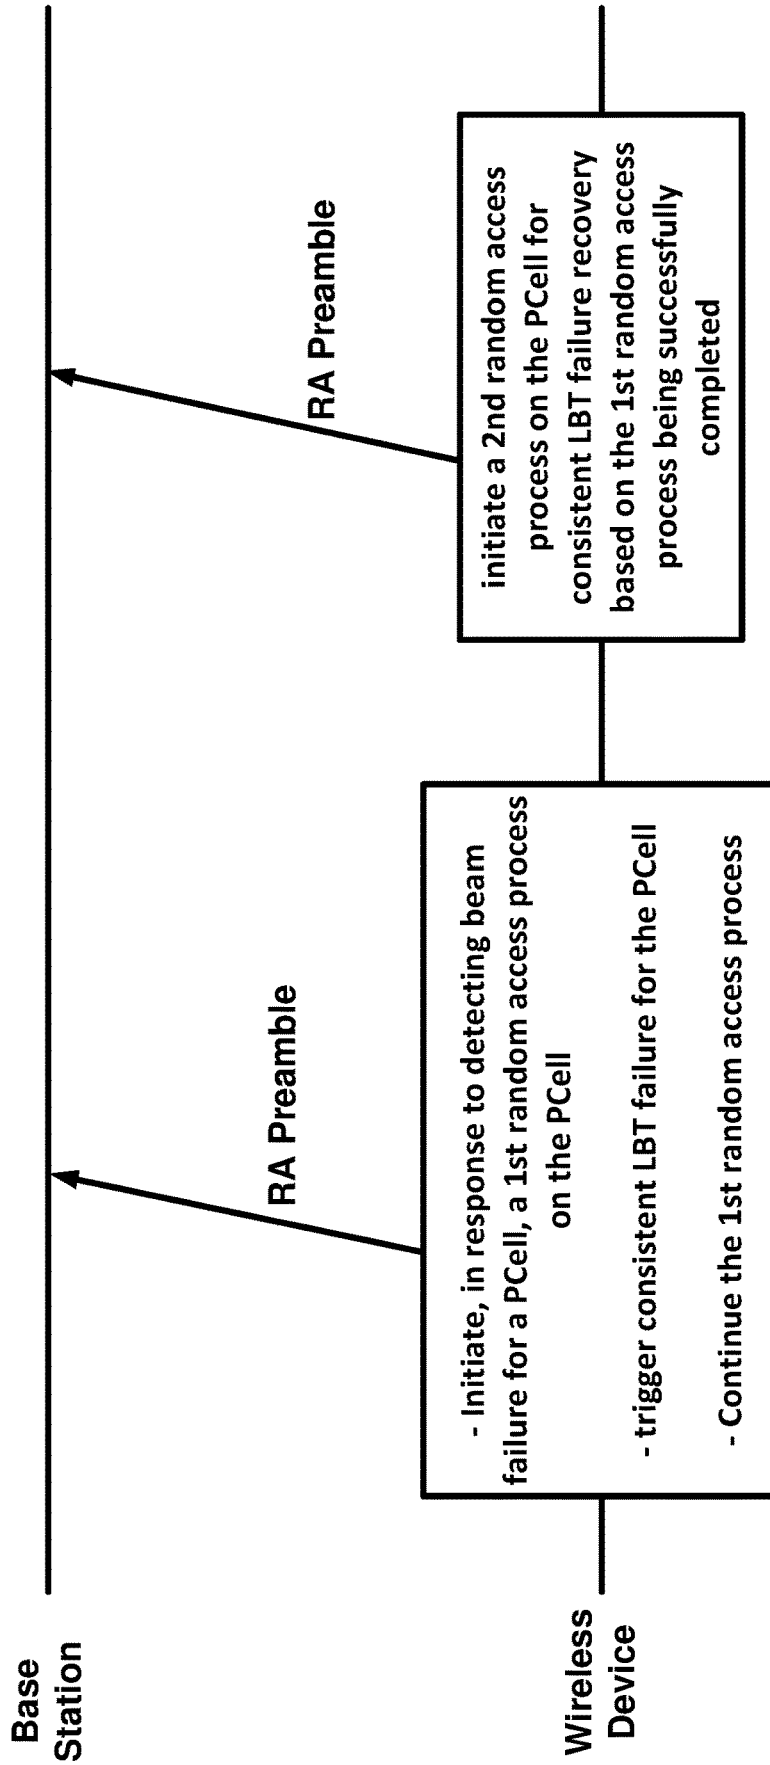 Base
Station
RA Preamble
RA Preamble
Wireless
Device
- Initiate, in response to detecting beam
failure for a PCell, a 1st random access process
on the PCell
- trigger consistent LBT failure for the PCell
- Continue the 1st random access process
initiate a 2nd random access
process on the PCell for
consistent LBT failure recovery
based on the 1st random access
process being successfully
completed